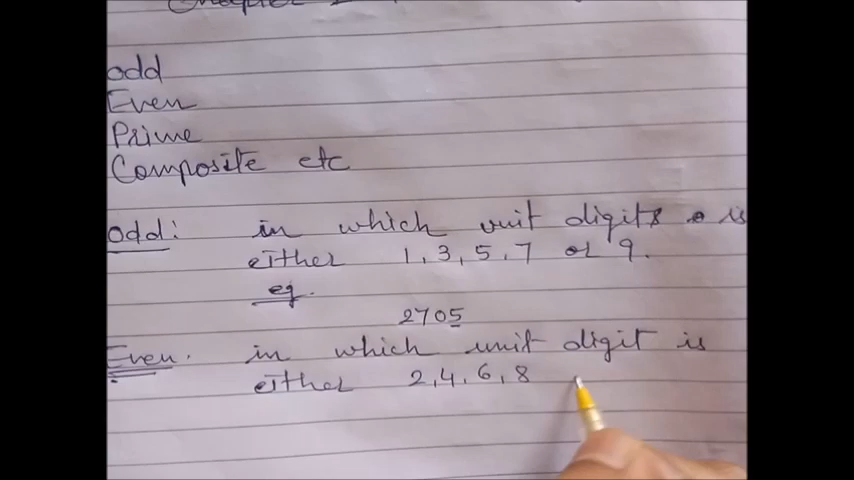 odd
Even
Prime
Composite etc
odd: in which unit digits is
either 1, 3, 5, 7 or 9.
eg.
2705
Even. in which unit digit is
either 2, 4, 6, 8